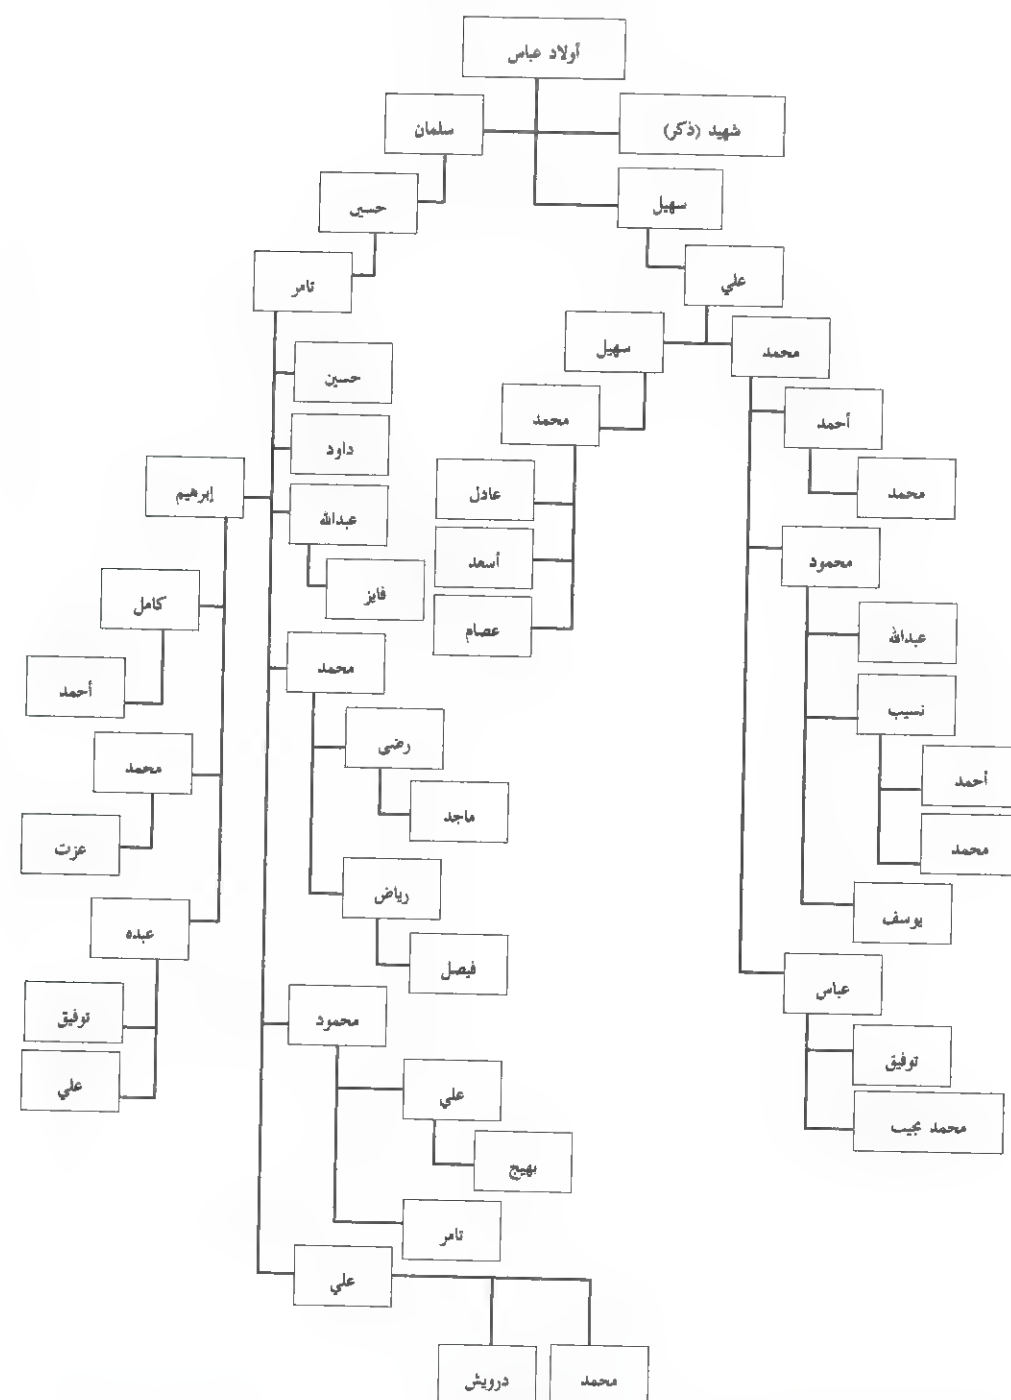 أولاد عباس
شهيد (ذكر)
سلمان
سهيل
حسين
علي
تامر
محمد
سهيل
حسين
أحمد
محمد
داود
محمد
عادل
إبرهيم
عبدالله
محمود
أسعد
فايز
كامل
عبدالله
عصام
محمد
أحمد
نسيب
رضى
محمد
أحمد
ماجد
محمد
عزت
رياض
يوسف
عبده
فيصل
عباس
توفيق
محمود
توفيق
علي
علي
محمد مجيب
بهيج
تامر
علي
محمد
درويش